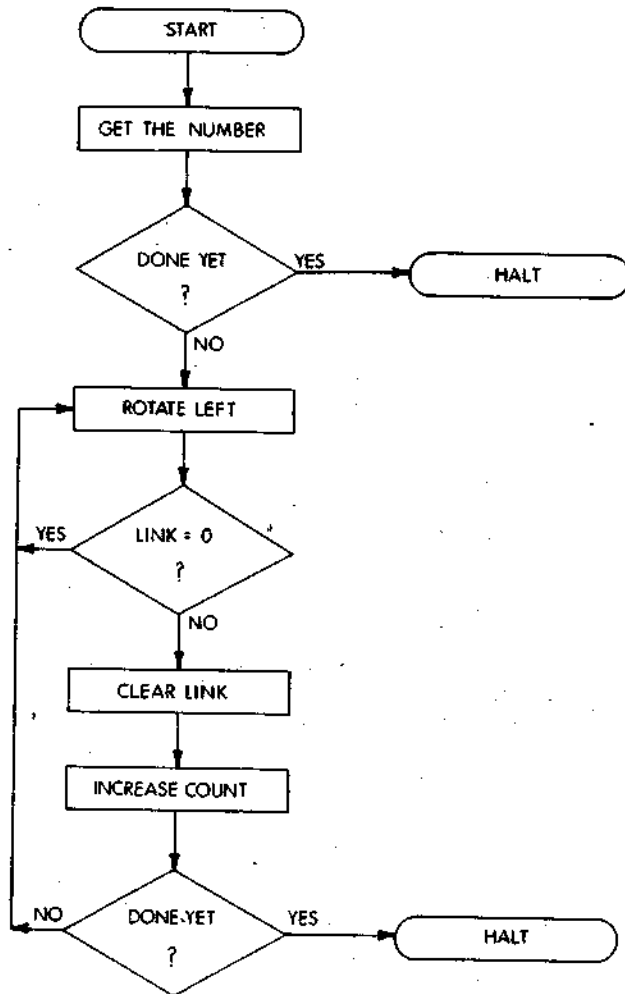 START
GET THE NUMBER
DONE YET
?
YES
HALT
NO
ROTATE LEFT
YES
LINK = 0
?
NO
CLEAR LINK
INCREASE COUNT
NO
DONE-YET
?
YES
HALT